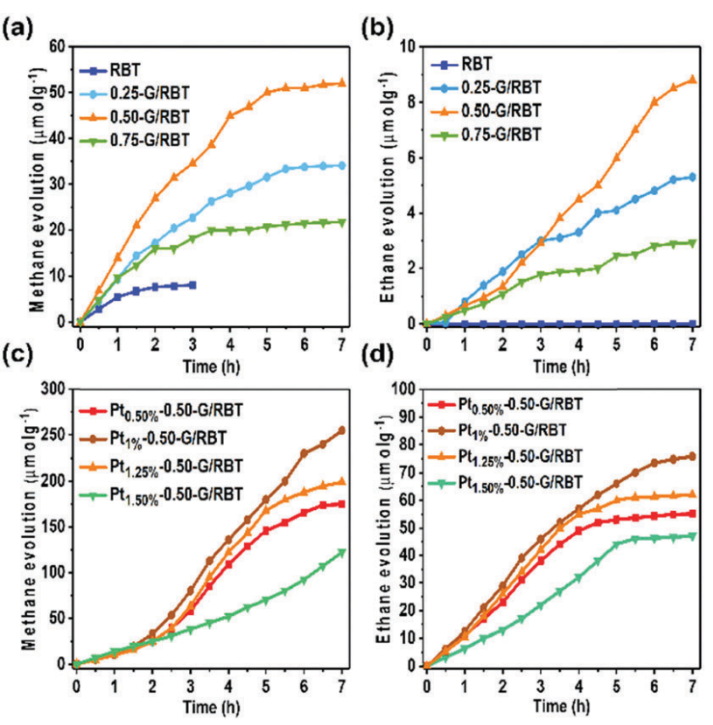 (a)
60
50
40
30
20
10
0
Methane evolution (µmolg-1)
RBT
0.25-G/RBT
0.50-G/RBT
0.75-G/RBT
0 1 2 3 4 5 6 7
Time (h)
(b)
10
8
6
4
2
0
Ethane evolution (µmolg-1)
RBT
0.25-G/RBT
0.50-G/RBT
0.75-G/RBT
0 1 2 3 4 5 6 7
Time (h)
(c)
300
250
200
150
100
50
0
Methane evolution (µmolg-1)
Pt0.50%-0.50-G/RBT
Pt1%-0.50-G/RBT
Pt1.25%-0.50-G/RBT
Pt1.50%-0.50-G/RBT
0 1 2 3 4 5 6 7
Time (h)
(d)
100
90
80
70
60
50
40
30
20
10
0
Ethane evolution (µmolg-1)
Pt0.50%-0.50-G/RBT
Pt1%-0.50-G/RBT
Pt1.25%-0.50-G/RBT
Pt1.50%-0.50-G/RBT
0 1 2 3 4 5 6 7
Time (h)